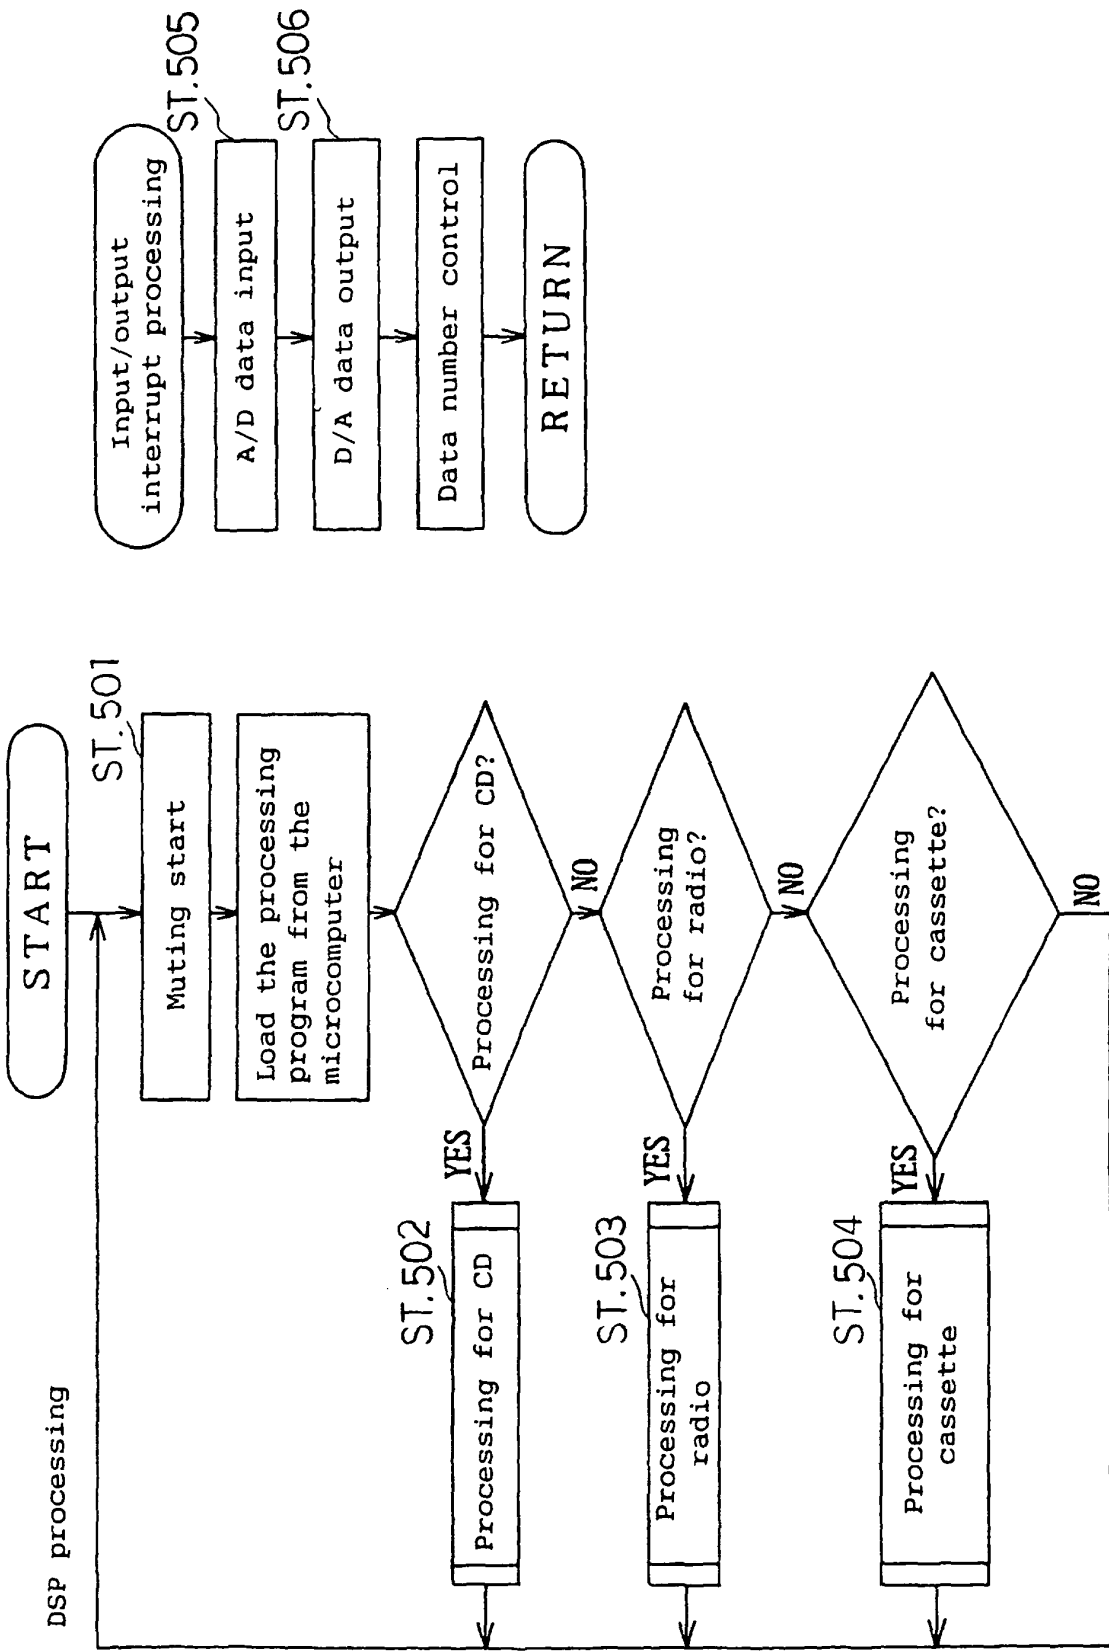 DSP processing
START
ST.501
Muting start
Load the processing
program from the
microcomputer
Processing for CD?
YES
NO
ST.502
Processing for CD
Processing
for radio?
YES
NO
ST.503
Processing for
radio
Processing
for cassette?
YES
NO
ST.504
Processing for
cassette
Input/output
interrupt processing
ST.505
A/D data input
ST.506
D/A data output
Data number control
RETURN